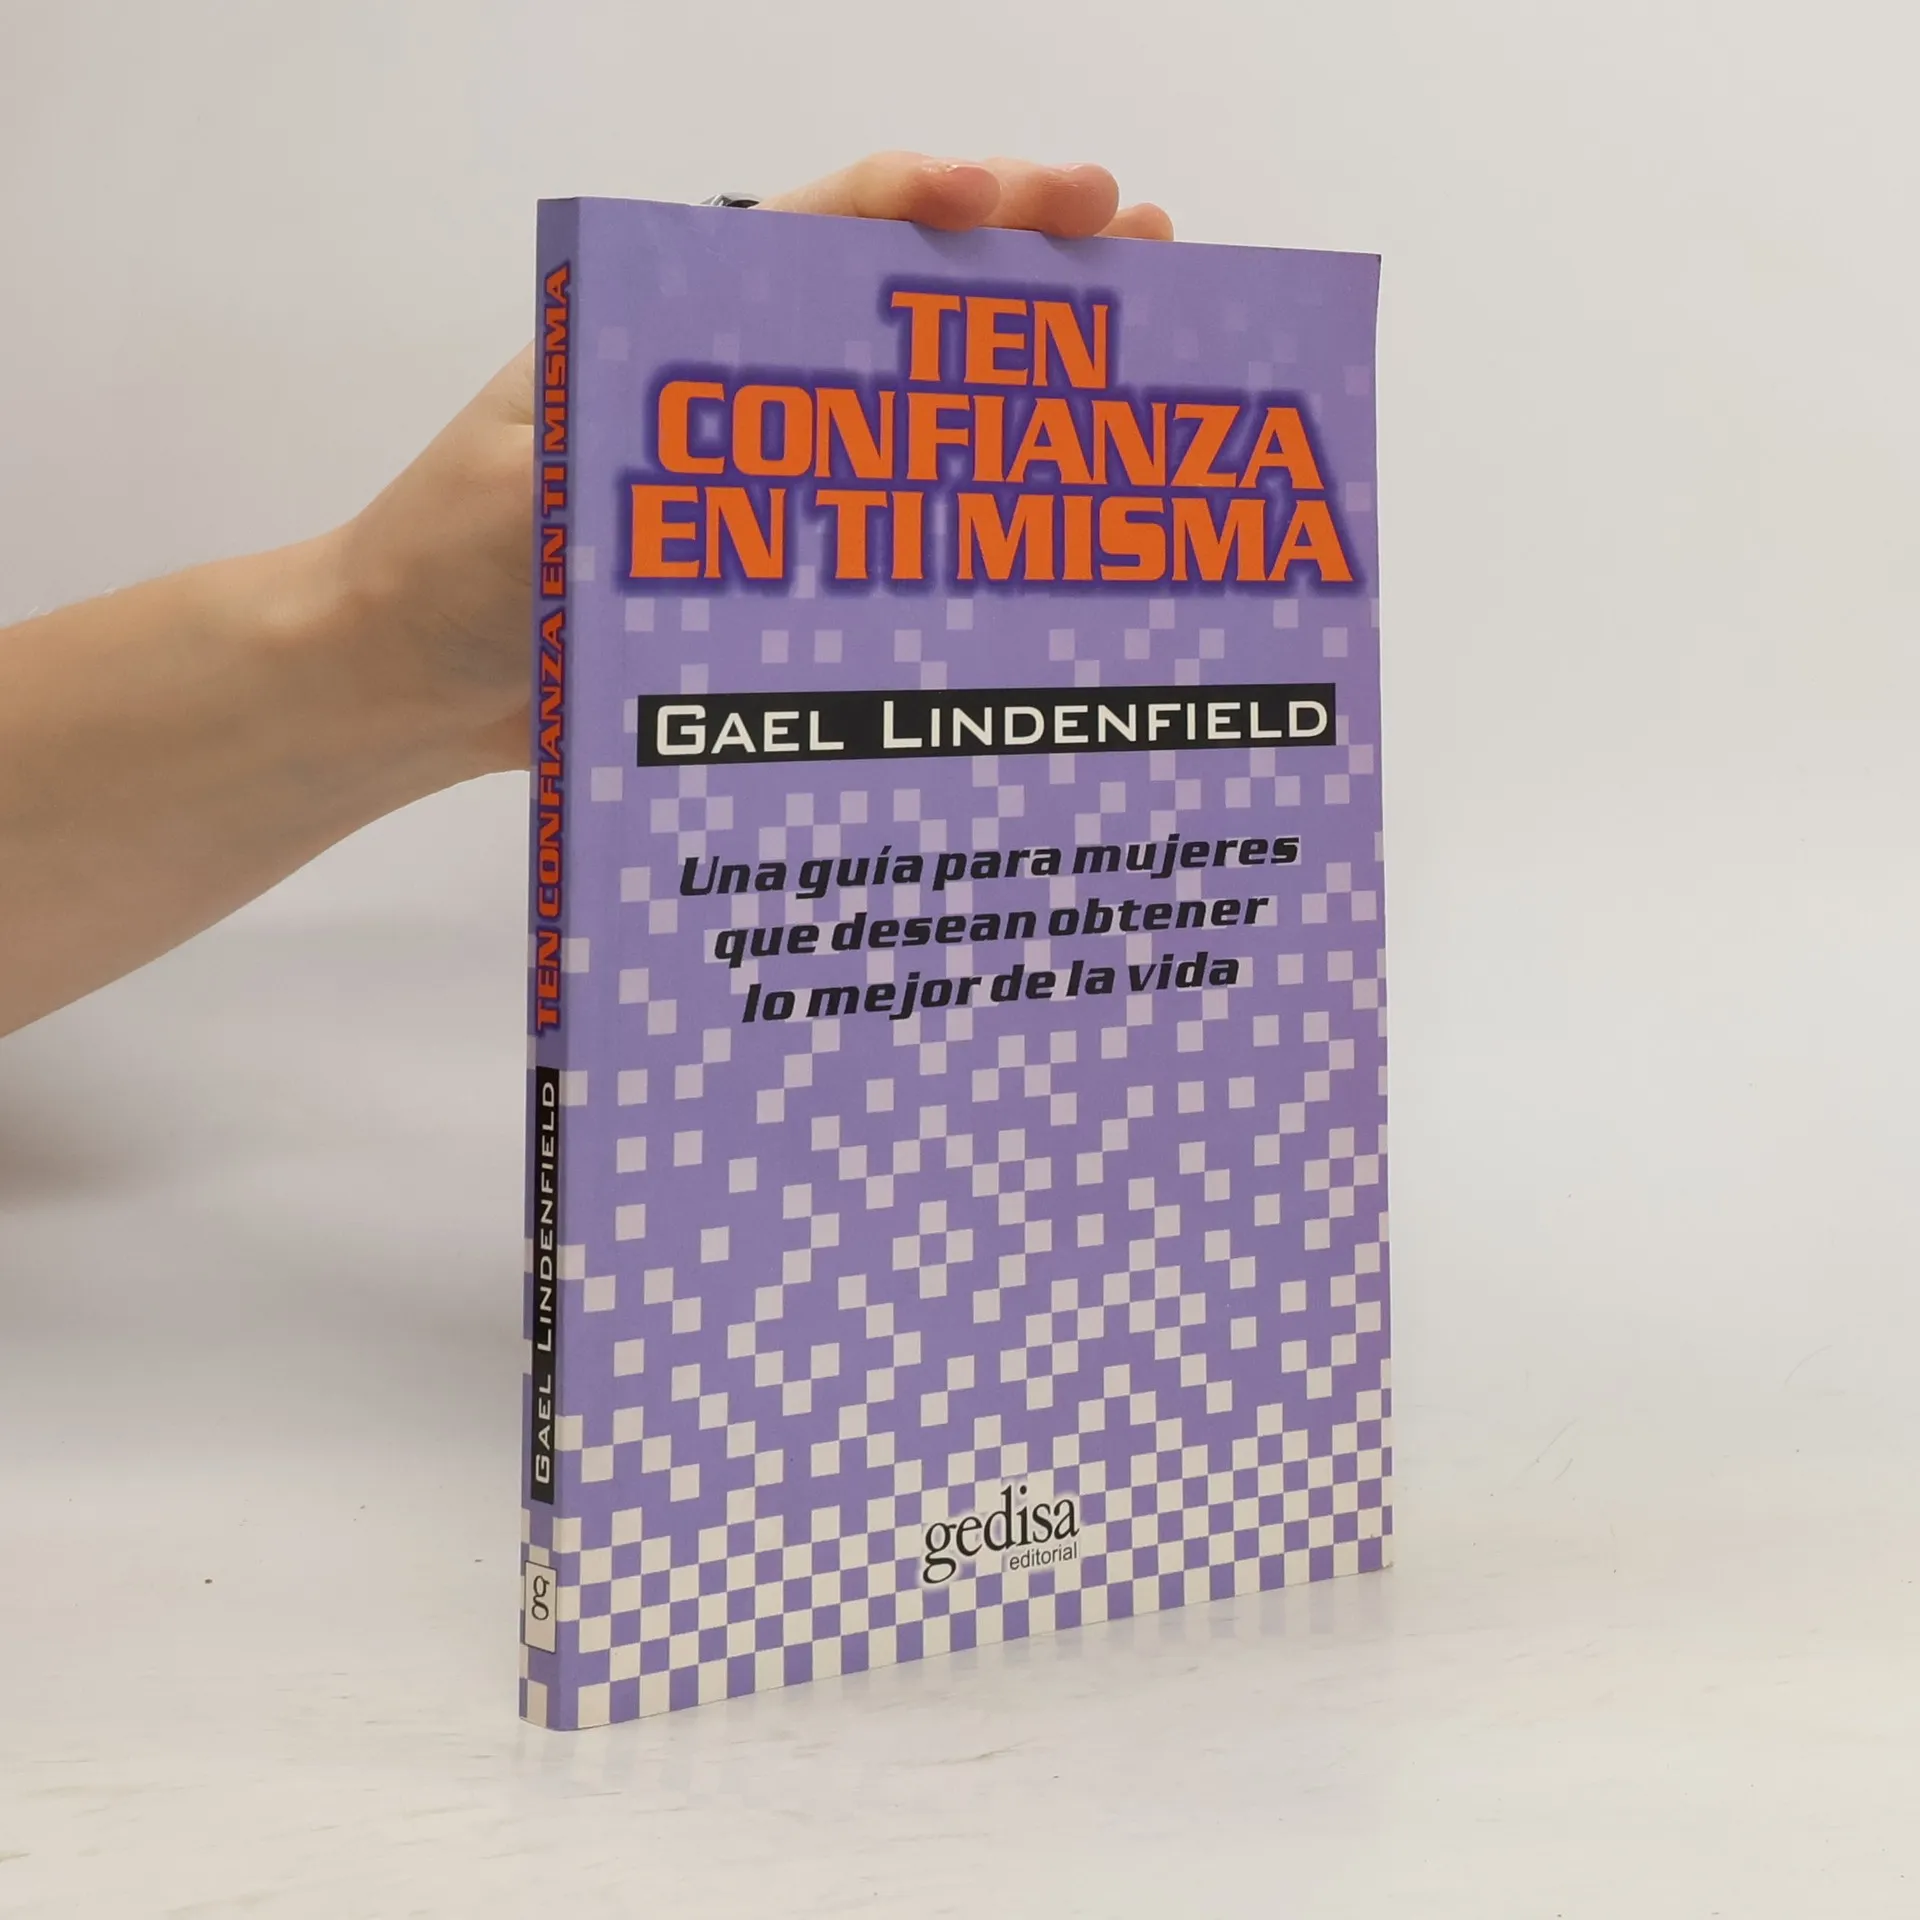 TEN
CONFIANZA
EN TI MISMA
GAEL LINDENFIELD
Una guía para mujeres
que desean obtener
lo mejor de la vida
gedisa
editorial
TEN CONFIANZA EN TI MISMA
GAEL LINDENFIELD
g